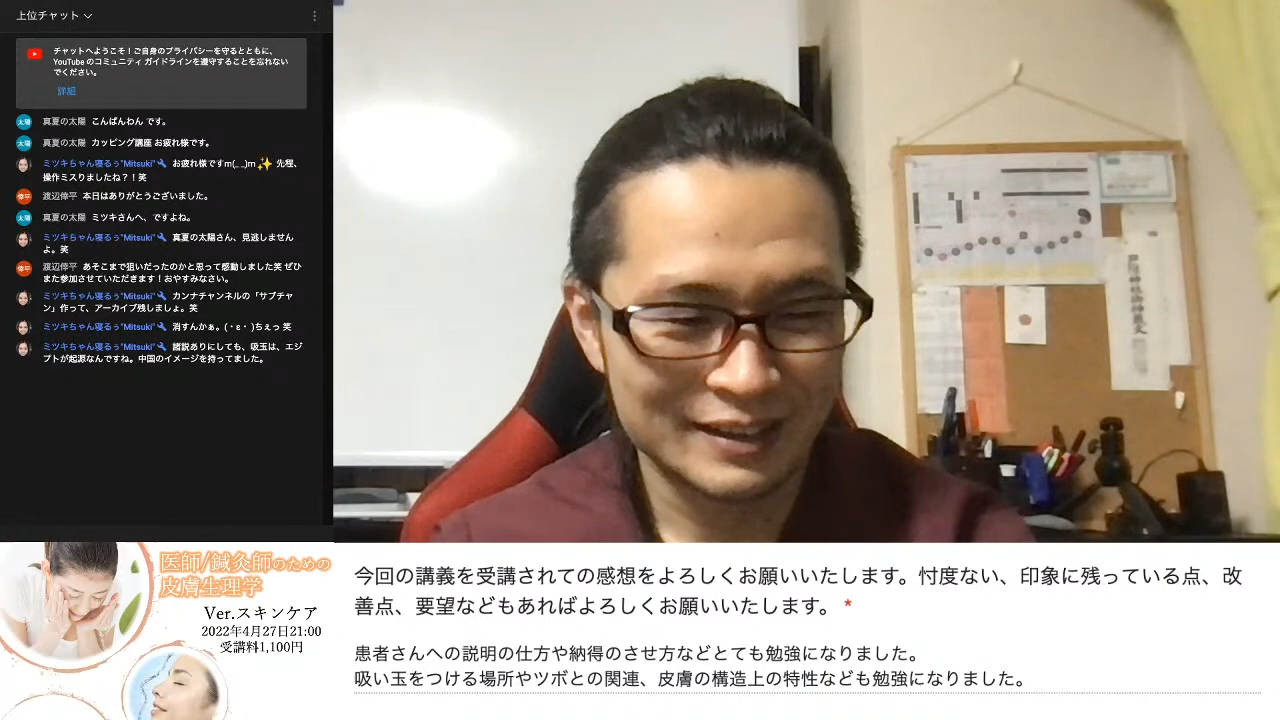 上位チャット
チャットへようこそ！ご自身のプライバシーを守るとともに、
YouTube のコミュニティ ガイドラインを遵守することを忘れない
でください。
詳細
太陽 真夏の太陽 こんばんわん です。
太陽 真夏の太陽 カッピング講座 お疲れ様です。
ミツキちゃん寝るぅ"Mitsuki" お疲れ様ですm(_ _)m✨ 先程、
操作ミスりましたね？！笑
倖平 渡辺倖平 本日はありがとうございました。
太陽 真夏の太陽 ミツキさんへ、ですよね。
ミツキちゃん寝るぅ"Mitsuki" 真夏の太陽さん、見逃しません
よ。笑
倖平 渡辺倖平 あそこまで狙いだったのかと思って感動しました笑 ぜひ
また参加させていただきます！おやすみなさい。
ミツキちゃん寝るぅ"Mitsuki" カンナチャンネルの「サブチャ
ン」作って、アーカイブ残しましょ。笑
ミツキちゃん寝るぅ"Mitsuki" 消すんかぁ。(・ε・ )ちぇっ 笑
ミツキちゃん寝るぅ"Mitsuki" 諸説ありにしても、吸玉は、エジ
プトが起源なんですね。中国のイメージを持ってました。
医師/鍼灸師のための
皮膚生理学
Ver.スキンケア
2022年4月27日21:00
受講料1,100円
今回の講義を受講されての感想をよろしくお願いいたします。忖度ない、印象に残っている点、改
善点、要望などもあればよろしくお願いいたします。 *
患者さんへの説明の仕方や納得のさせ方などとても勉強になりました。
吸い玉をつける場所やツボとの関連、皮膚の構造上の特性なども勉強になりました。